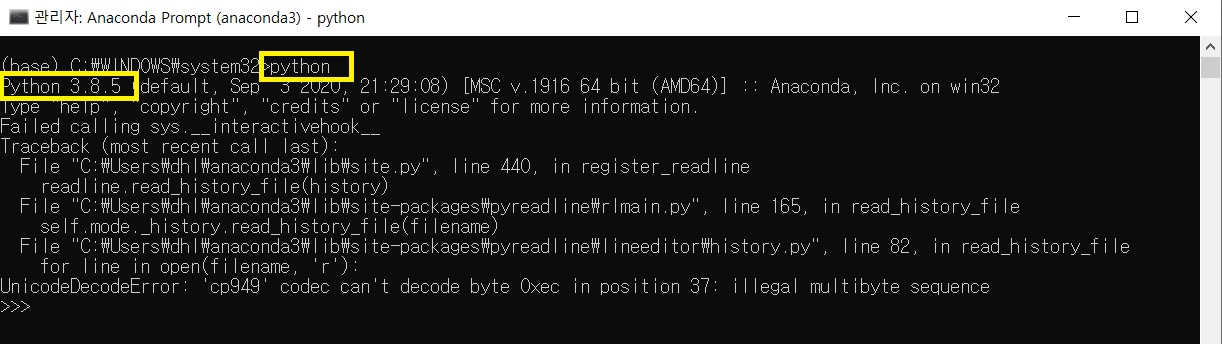 관리자: Anaconda Prompt (anaconda3) - python
(base) C:₩WINDOWS₩system32>python
Python 3.8.5 (default, Sep  3 2020, 21:29:08) [MSC v.1916 64 bit (AMD64)] :: Anaconda, Inc. on win32
Type "help", "copyright", "credits" or "license" for more information.
Failed calling sys.__interactivehook__
Traceback (most recent call last):
  File "C:₩Users₩dhl₩anaconda3₩lib₩site.py", line 440, in register_readline
    readline.read_history_file(history)
  File "C:₩Users₩dhl₩anaconda3₩lib₩site-packages₩pyreadline₩rlmain.py", line 165, in read_history_file
    self.mode._history.read_history_file(filename)
  File "C:₩Users₩dhl₩anaconda3₩lib₩site-packages₩pyreadline₩lineeditor₩history.py", line 82, in read_history_file
    for line in open(filename, 'r'):
UnicodeDecodeError: 'cp949' codec can't decode byte 0xec in position 37: illegal multibyte sequence
>>>